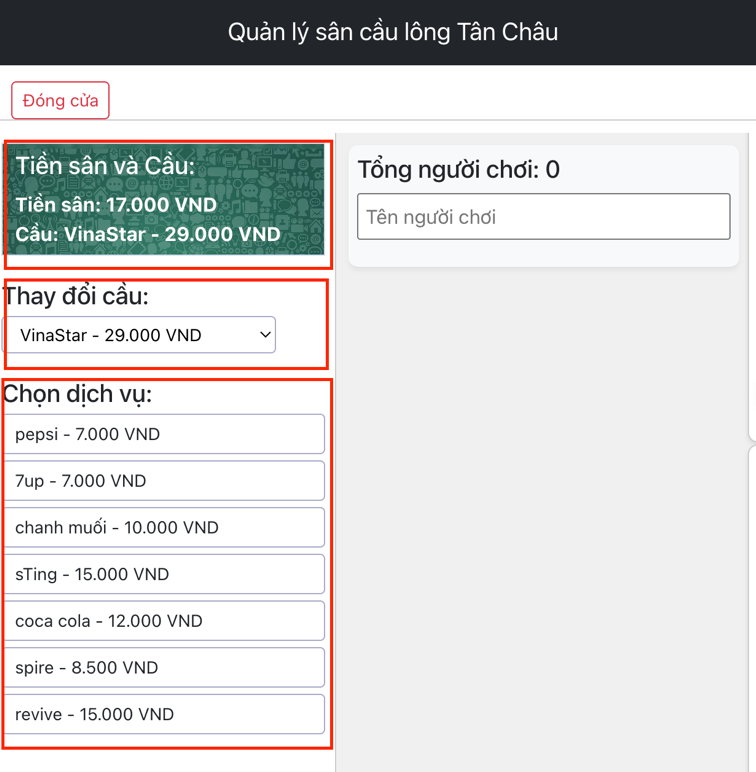 Quản lý sân cầu lông Tân Châu
Đóng cửa
Tiền sân và Cầu:
Tiền sân: 17.000 VND
Cầu: VinaStar - 29.000 VND
Thay đổi cầu:
VinaStar - 29.000 VND
Chọn dịch vụ:
pepsi - 7.000 VND
7up - 7.000 VND
chanh muối - 10.000 VND
sTing - 15.000 VND
coca cola - 12.000 VND
spire - 8.500 VND
revive - 15.000 VND
Tổng người chơi: 0
Tên người chơi